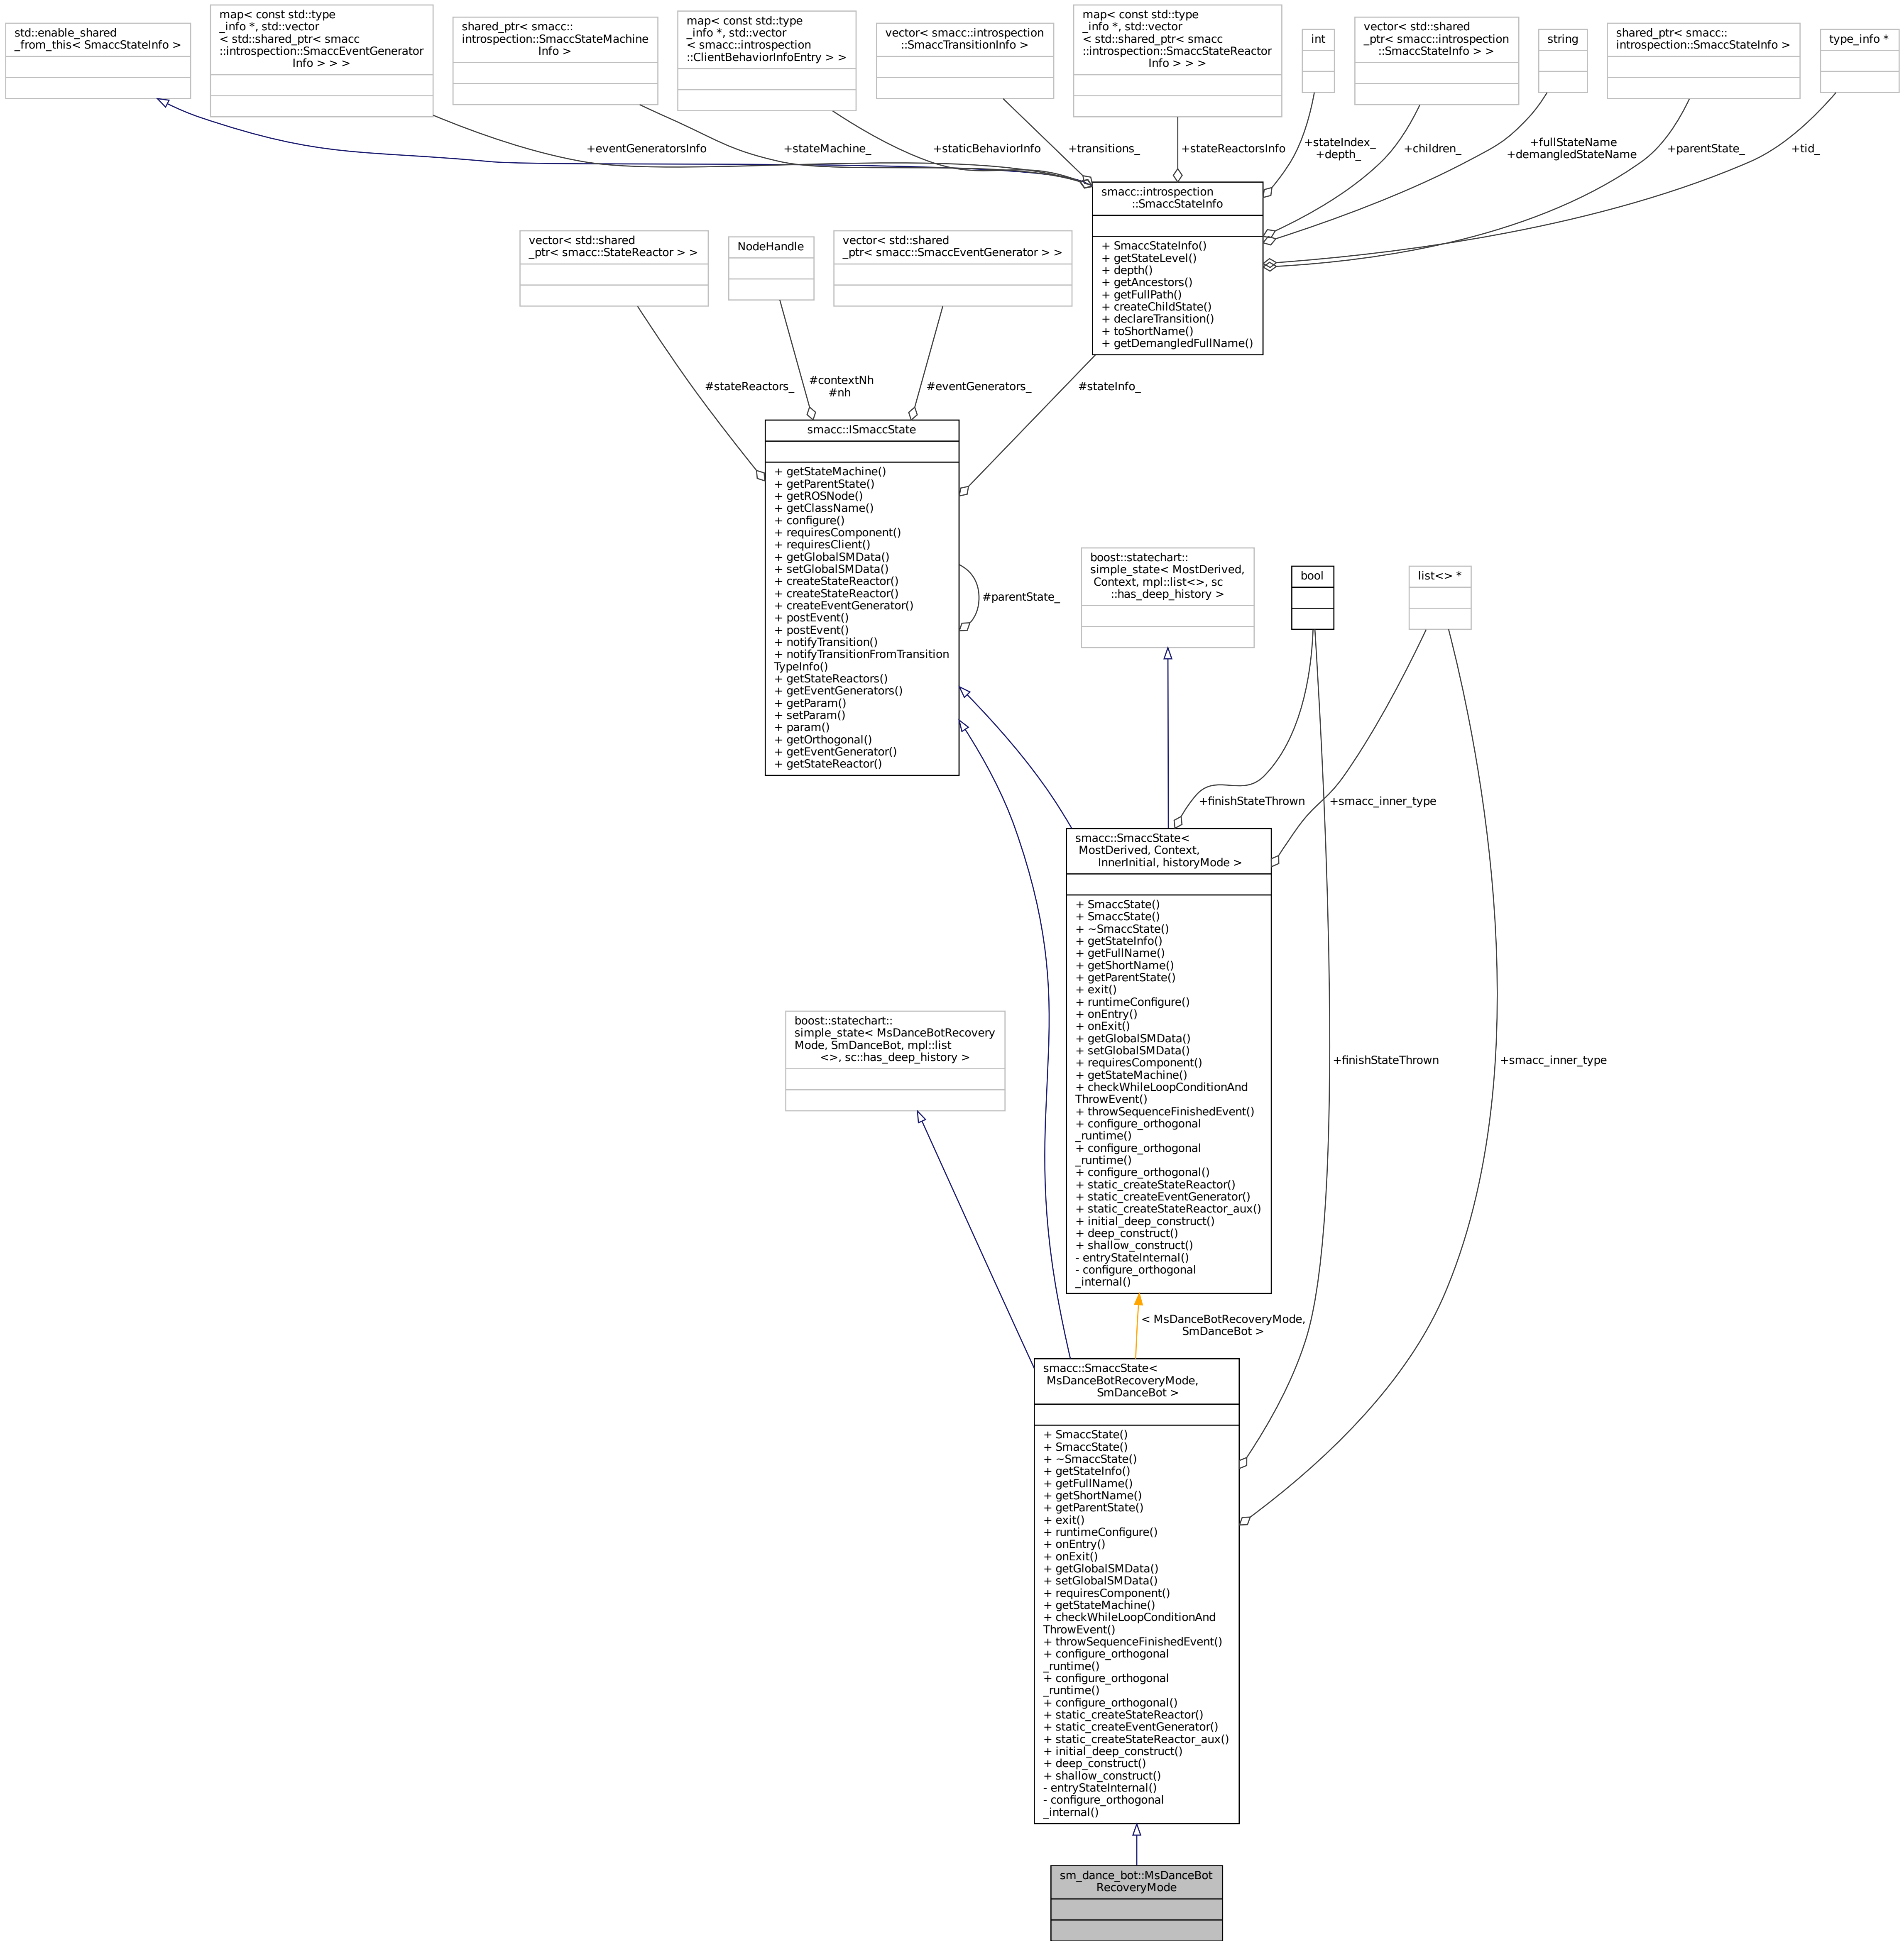 std::enable_shared
_from_this< SmaccStateInfo >
map< const std::type
_info *, std::vector
< std::shared_ptr< smacc
::introspection::SmaccEventGenerator
Info > > >
shared_ptr< smacc::
introspection::SmaccStateMachine
Info >
map< const std::type
_info *, std::vector
< smacc::introspection
::ClientBehaviorInfoEntry > >
vector< smacc::introspection
::SmaccTransitionInfo >
map< const std::type
_info *, std::vector
< std::shared_ptr< smacc
::introspection::SmaccStateReactor
Info > > >
int
vector< std::shared
_ptr< smacc::introspection
::SmaccStateInfo > >
string
shared_ptr< smacc::
introspection::SmaccStateInfo >
type_info *
+eventGeneratorsInfo
+stateMachine_
+staticBehaviorInfo
+transitions_
+stateReactorsInfo
+stateIndex_
+depth_
+children_
+fullStateName
+demangledStateName
+parentState_
+tid_
smacc::introspection
::SmaccStateInfo
+ SmaccStateInfo()
+ getStateLevel()
+ depth()
+ getAncestors()
+ getFullPath()
+ createChildState()
+ declareTransition()
+ toShortName()
+ getDemangledFullName()
vector< std::shared
_ptr< smacc::StateReactor > >
NodeHandle
vector< std::shared
_ptr< smacc::SmaccEventGenerator > >
#stateReactors_
#contextNh
#nh
#eventGenerators_
#stateInfo_
smacc::ISmaccState
+ getStateMachine()
+ getParentState()
+ getROSNode()
+ getClassName()
+ configure()
+ requiresComponent()
+ requiresClient()
+ getGlobalSMData()
+ setGlobalSMData()
+ createStateReactor()
+ createStateReactor()
+ createEventGenerator()
+ postEvent()
+ postEvent()
+ notifyTransition()
+ notifyTransitionFromTransition
TypeInfo()
+ getStateReactors()
+ getEventGenerators()
+ getParam()
+ setParam()
+ param()
+ getOrthogonal()
+ getEventGenerator()
+ getStateReactor()
#parentState_
boost::statechart::
simple_state< MostDerived,
Context, mpl::list<>, sc
::has_deep_history >
bool
list<> *
+finishStateThrown
+smacc_inner_type
smacc::SmaccState<
MostDerived, Context,
InnerInitial, historyMode >
+ SmaccState()
+ SmaccState()
+ ~SmaccState()
+ getStateInfo()
+ getFullName()
+ getShortName()
+ getParentState()
+ exit()
+ runtimeConfigure()
+ onEntry()
+ onExit()
+ getGlobalSMData()
+ setGlobalSMData()
+ requiresComponent()
+ getStateMachine()
+ checkWhileLoopConditionAnd
ThrowEvent()
+ throwSequenceFinishedEvent()
+ configure_orthogonal
_runtime()
+ configure_orthogonal
_runtime()
+ configure_orthogonal()
+ static_createStateReactor()
+ static_createEventGenerator()
+ static_createStateReactor_aux()
+ initial_deep_construct()
+ deep_construct()
+ shallow_construct()
- entryStateInternal()
- configure_orthogonal
_internal()
boost::statechart::
simple_state< MsDanceBotRecovery
Mode, SmDanceBot, mpl::list
<>, sc::has_deep_history >
+finishStateThrown
+smacc_inner_type
< MsDanceBotRecoveryMode,
SmDanceBot >
smacc::SmaccState<
MsDanceBotRecoveryMode,
SmDanceBot >
+ SmaccState()
+ SmaccState()
+ ~SmaccState()
+ getStateInfo()
+ getFullName()
+ getShortName()
+ getParentState()
+ exit()
+ runtimeConfigure()
+ onEntry()
+ onExit()
+ getGlobalSMData()
+ setGlobalSMData()
+ requiresComponent()
+ getStateMachine()
+ checkWhileLoopConditionAnd
ThrowEvent()
+ throwSequenceFinishedEvent()
+ configure_orthogonal
_runtime()
+ configure_orthogonal
_runtime()
+ configure_orthogonal()
+ static_createStateReactor()
+ static_createEventGenerator()
+ static_createStateReactor_aux()
+ initial_deep_construct()
+ deep_construct()
+ shallow_construct()
- entryStateInternal()
- configure_orthogonal
_internal()
sm_dance_bot::MsDanceBot
RecoveryMode